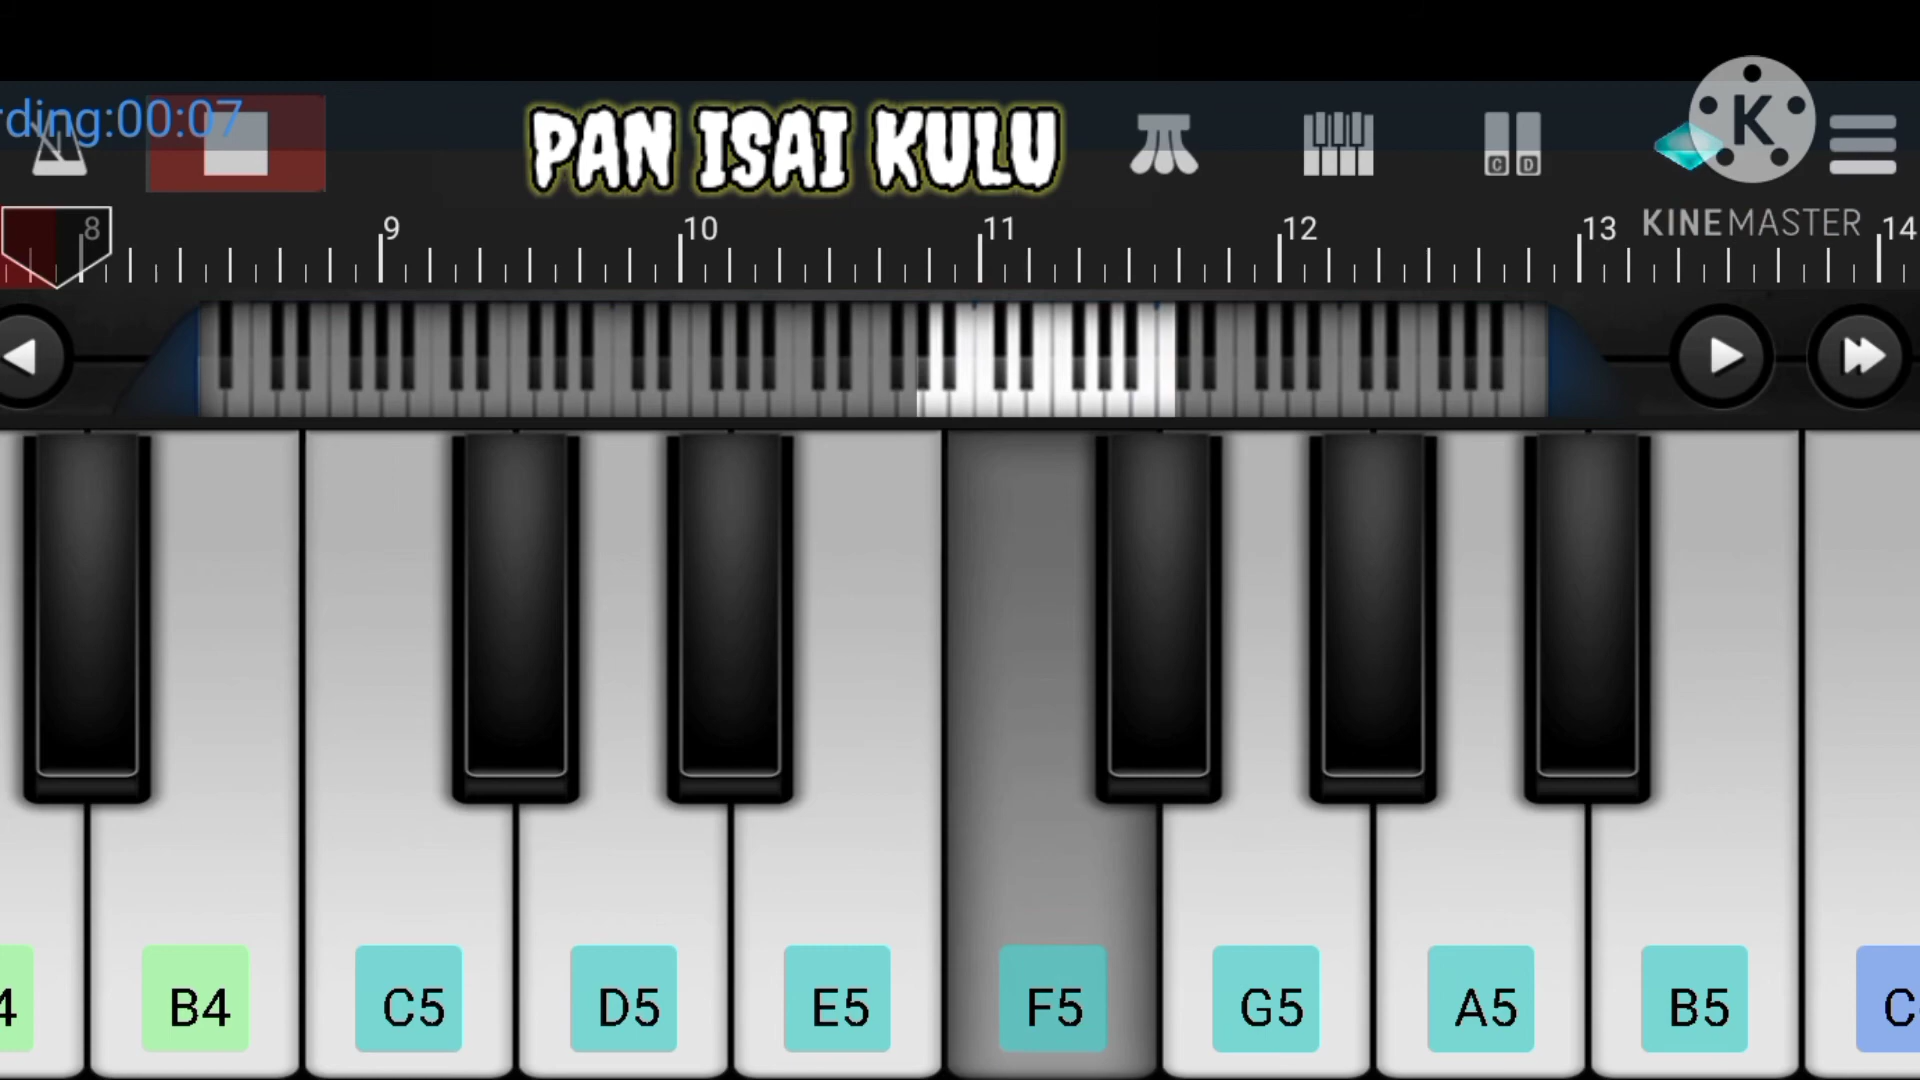 rding:00:07
PAN ISAI KULU
K
C D
KINEMASTER
8 9 10 11 12 13 14
4 B4 C5 D5 E5 F5 G5 A5 B5 C